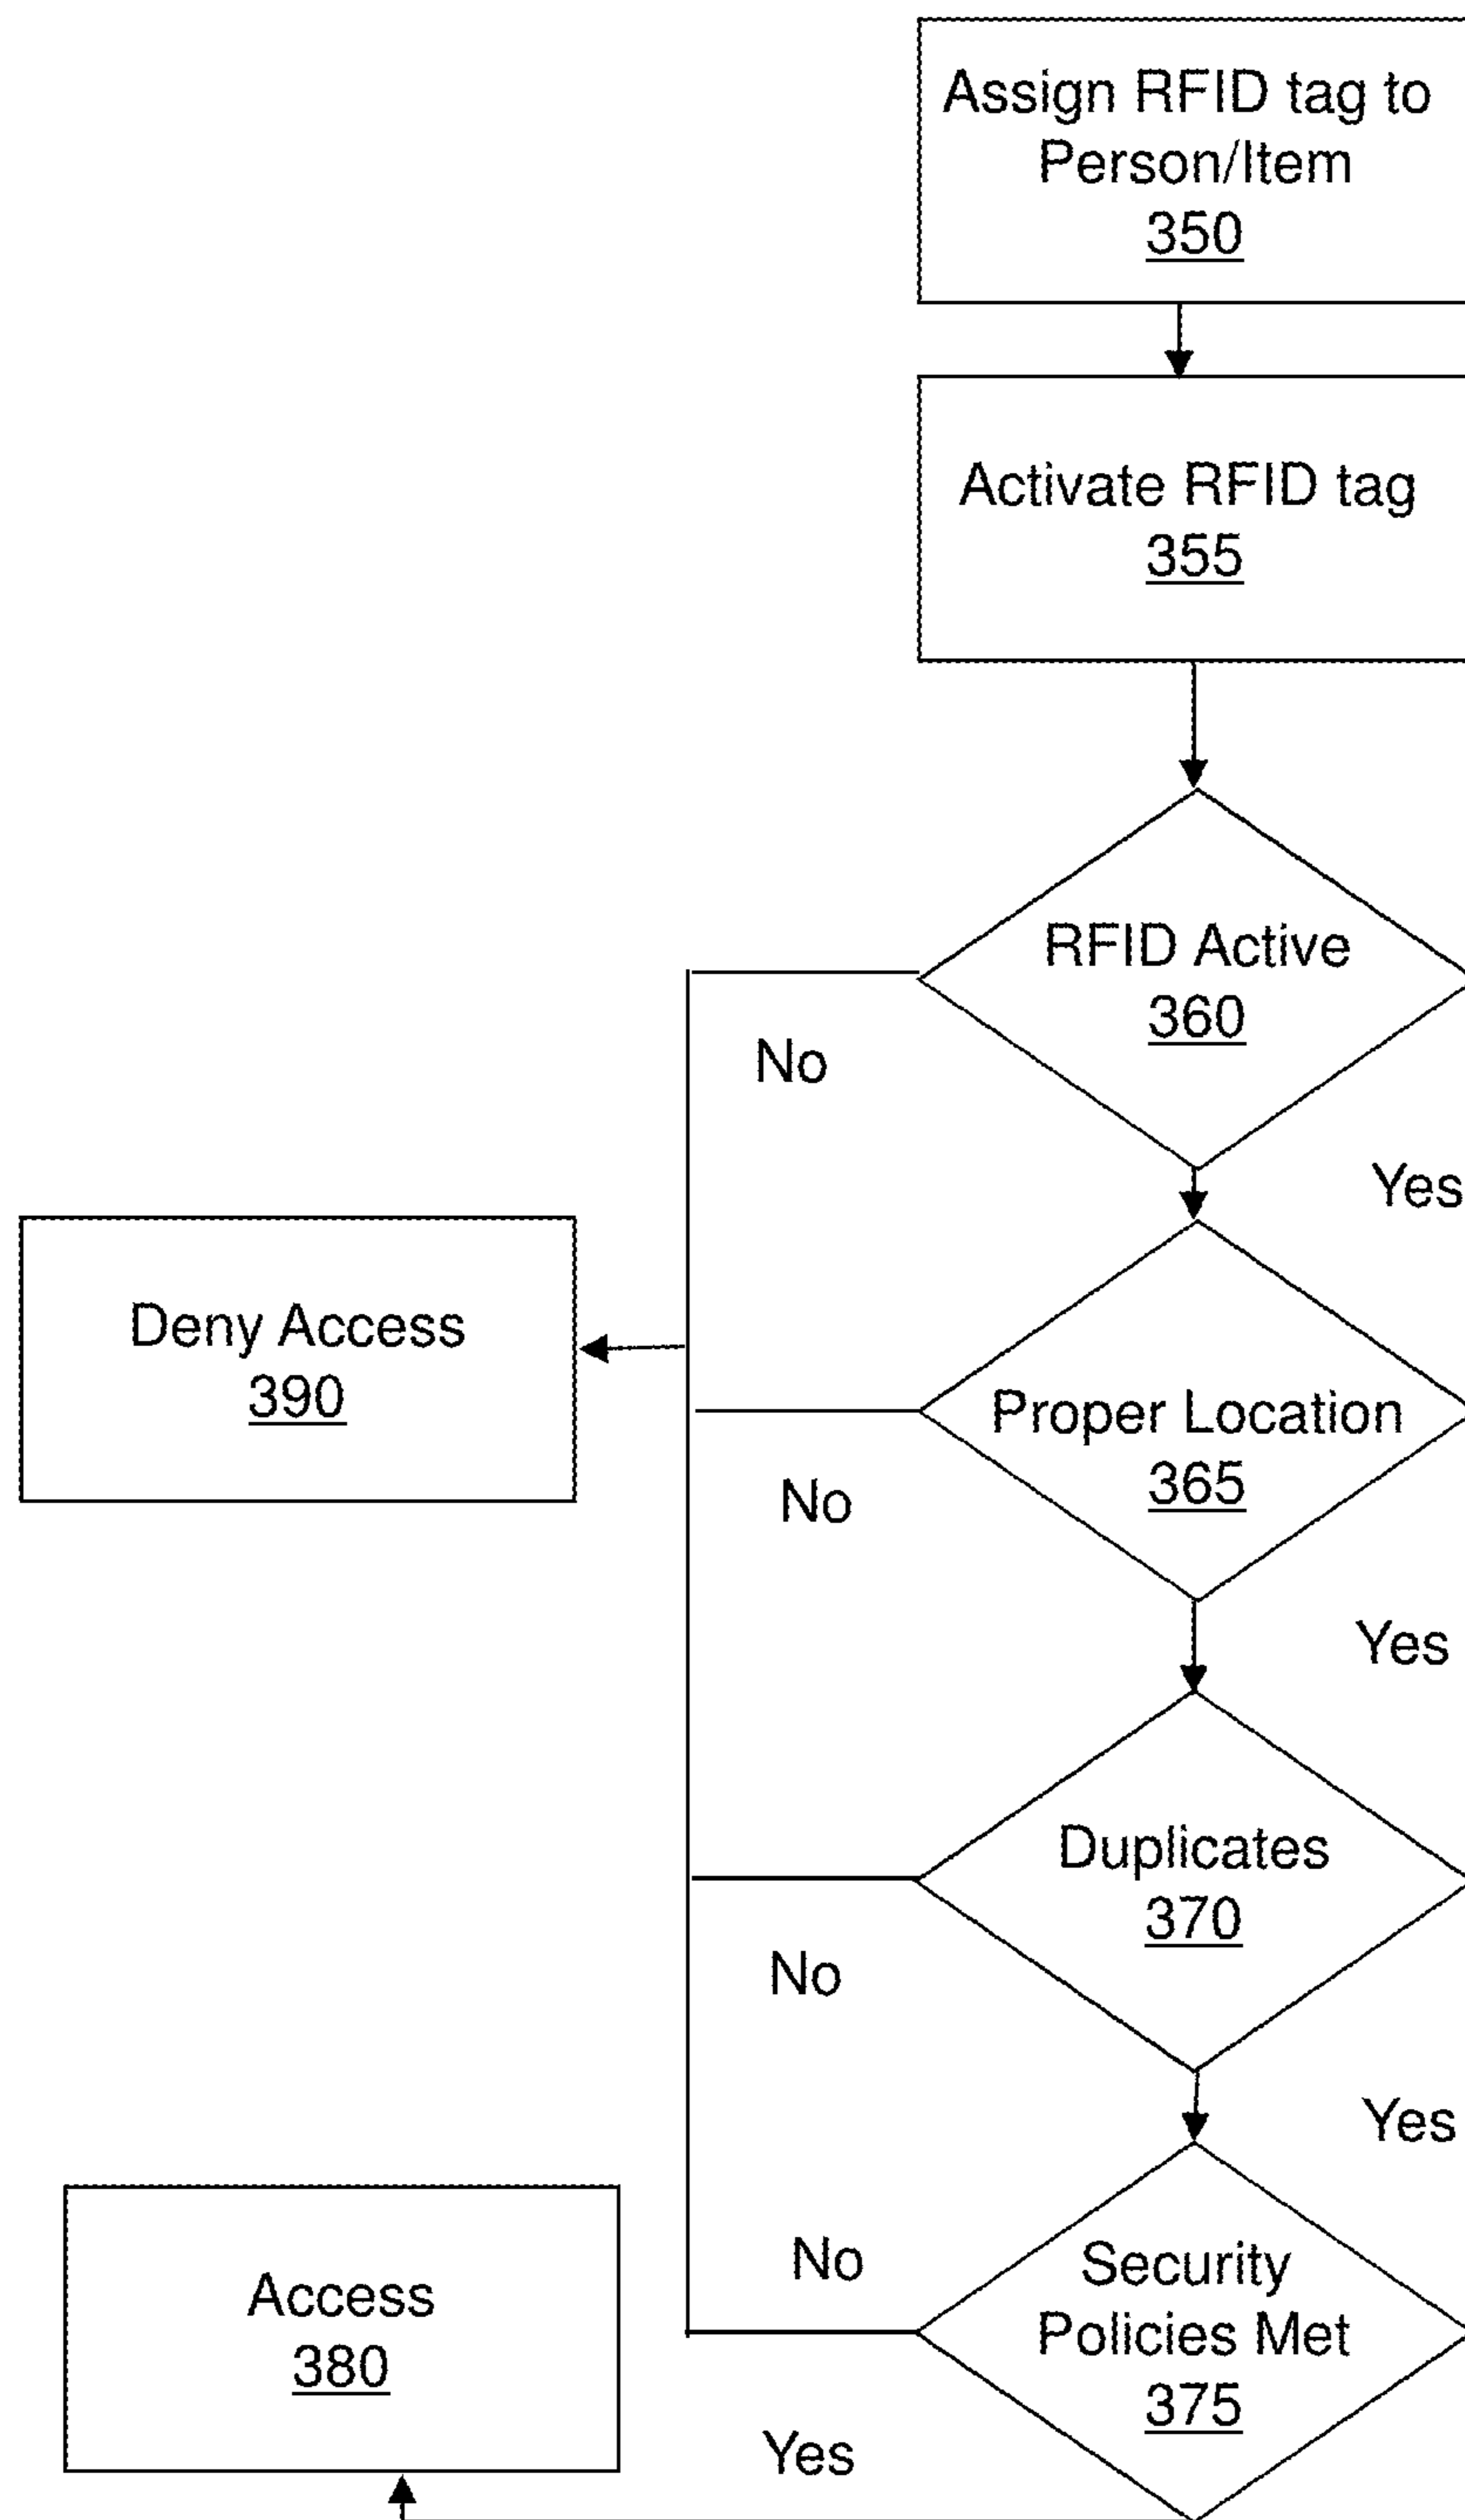 Assign RFID tag to
Person/Item
350
Activate RFID tag
355
RFID Active
360
No
Yes
Deny Access
390
Proper Location
365
No
Yes
Duplicates
370
No
Yes
Security
Policies Met
375
No
Access
380
Yes